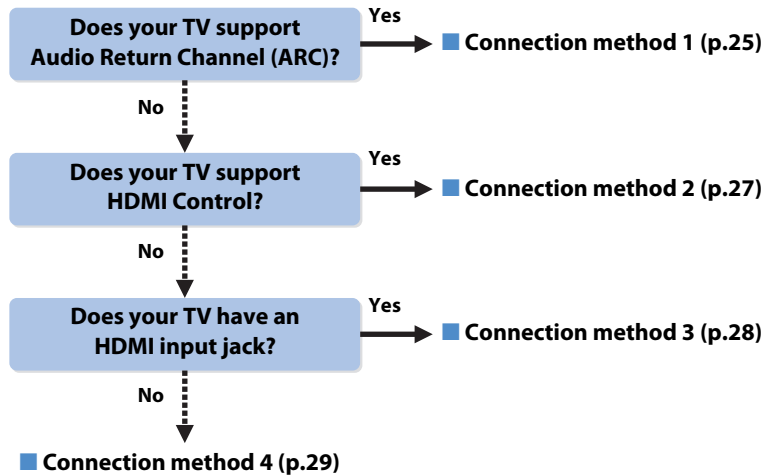 Does your TV support
Audio Return Channel (ARC)?
Yes
Connection method 1 (p.25)
No
Does your TV support
HDMI Control?
Yes
Connection method 2 (p.27)
No
Does your TV have an
HDMI input jack?
Yes
Connection method 3 (p.28)
No
Connection method 4 (p.29)